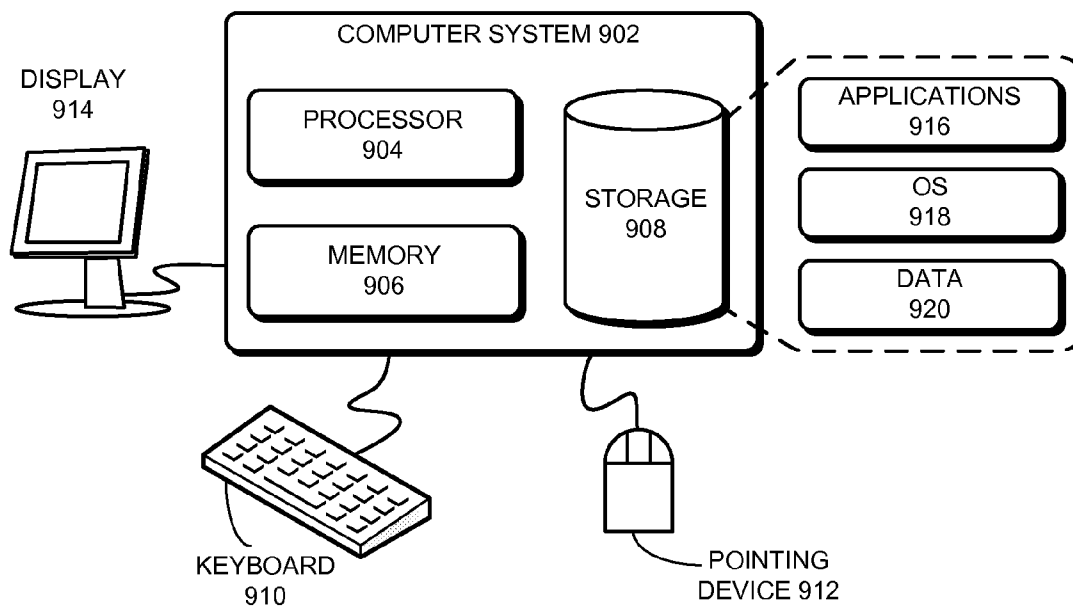 COMPUTER SYSTEM 902
DISPLAY
914
PROCESSOR
904
MEMORY
906
STORAGE
908
APPLICATIONS
916
OS
918
DATA
920
KEYBOARD
910
POINTING
DEVICE 912